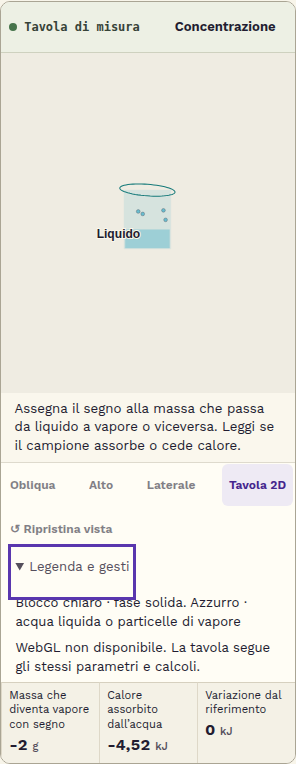 Tavola di misura
Concentrazione
Liquido
Assegna il segno alla massa che passa
da liquido a vapore o viceversa. Leggi se
il campione assorbe o cede calore.
Obliqua
Alto
Laterale
Tavola 2D
↺ Ripristina vista
▼ Legenda e gesti
Blocco chiaro · fase solida. Azzurro ·
acqua liquida o particelle di vapore
WebGL non disponibile. La tavola segue
gli stessi parametri e calcoli.
Massa che
diventa vapore
con segno
−2 g
Calore
assorbito
dall’acqua
−4,52 kJ
Variazione dal
riferimento
0 kJ